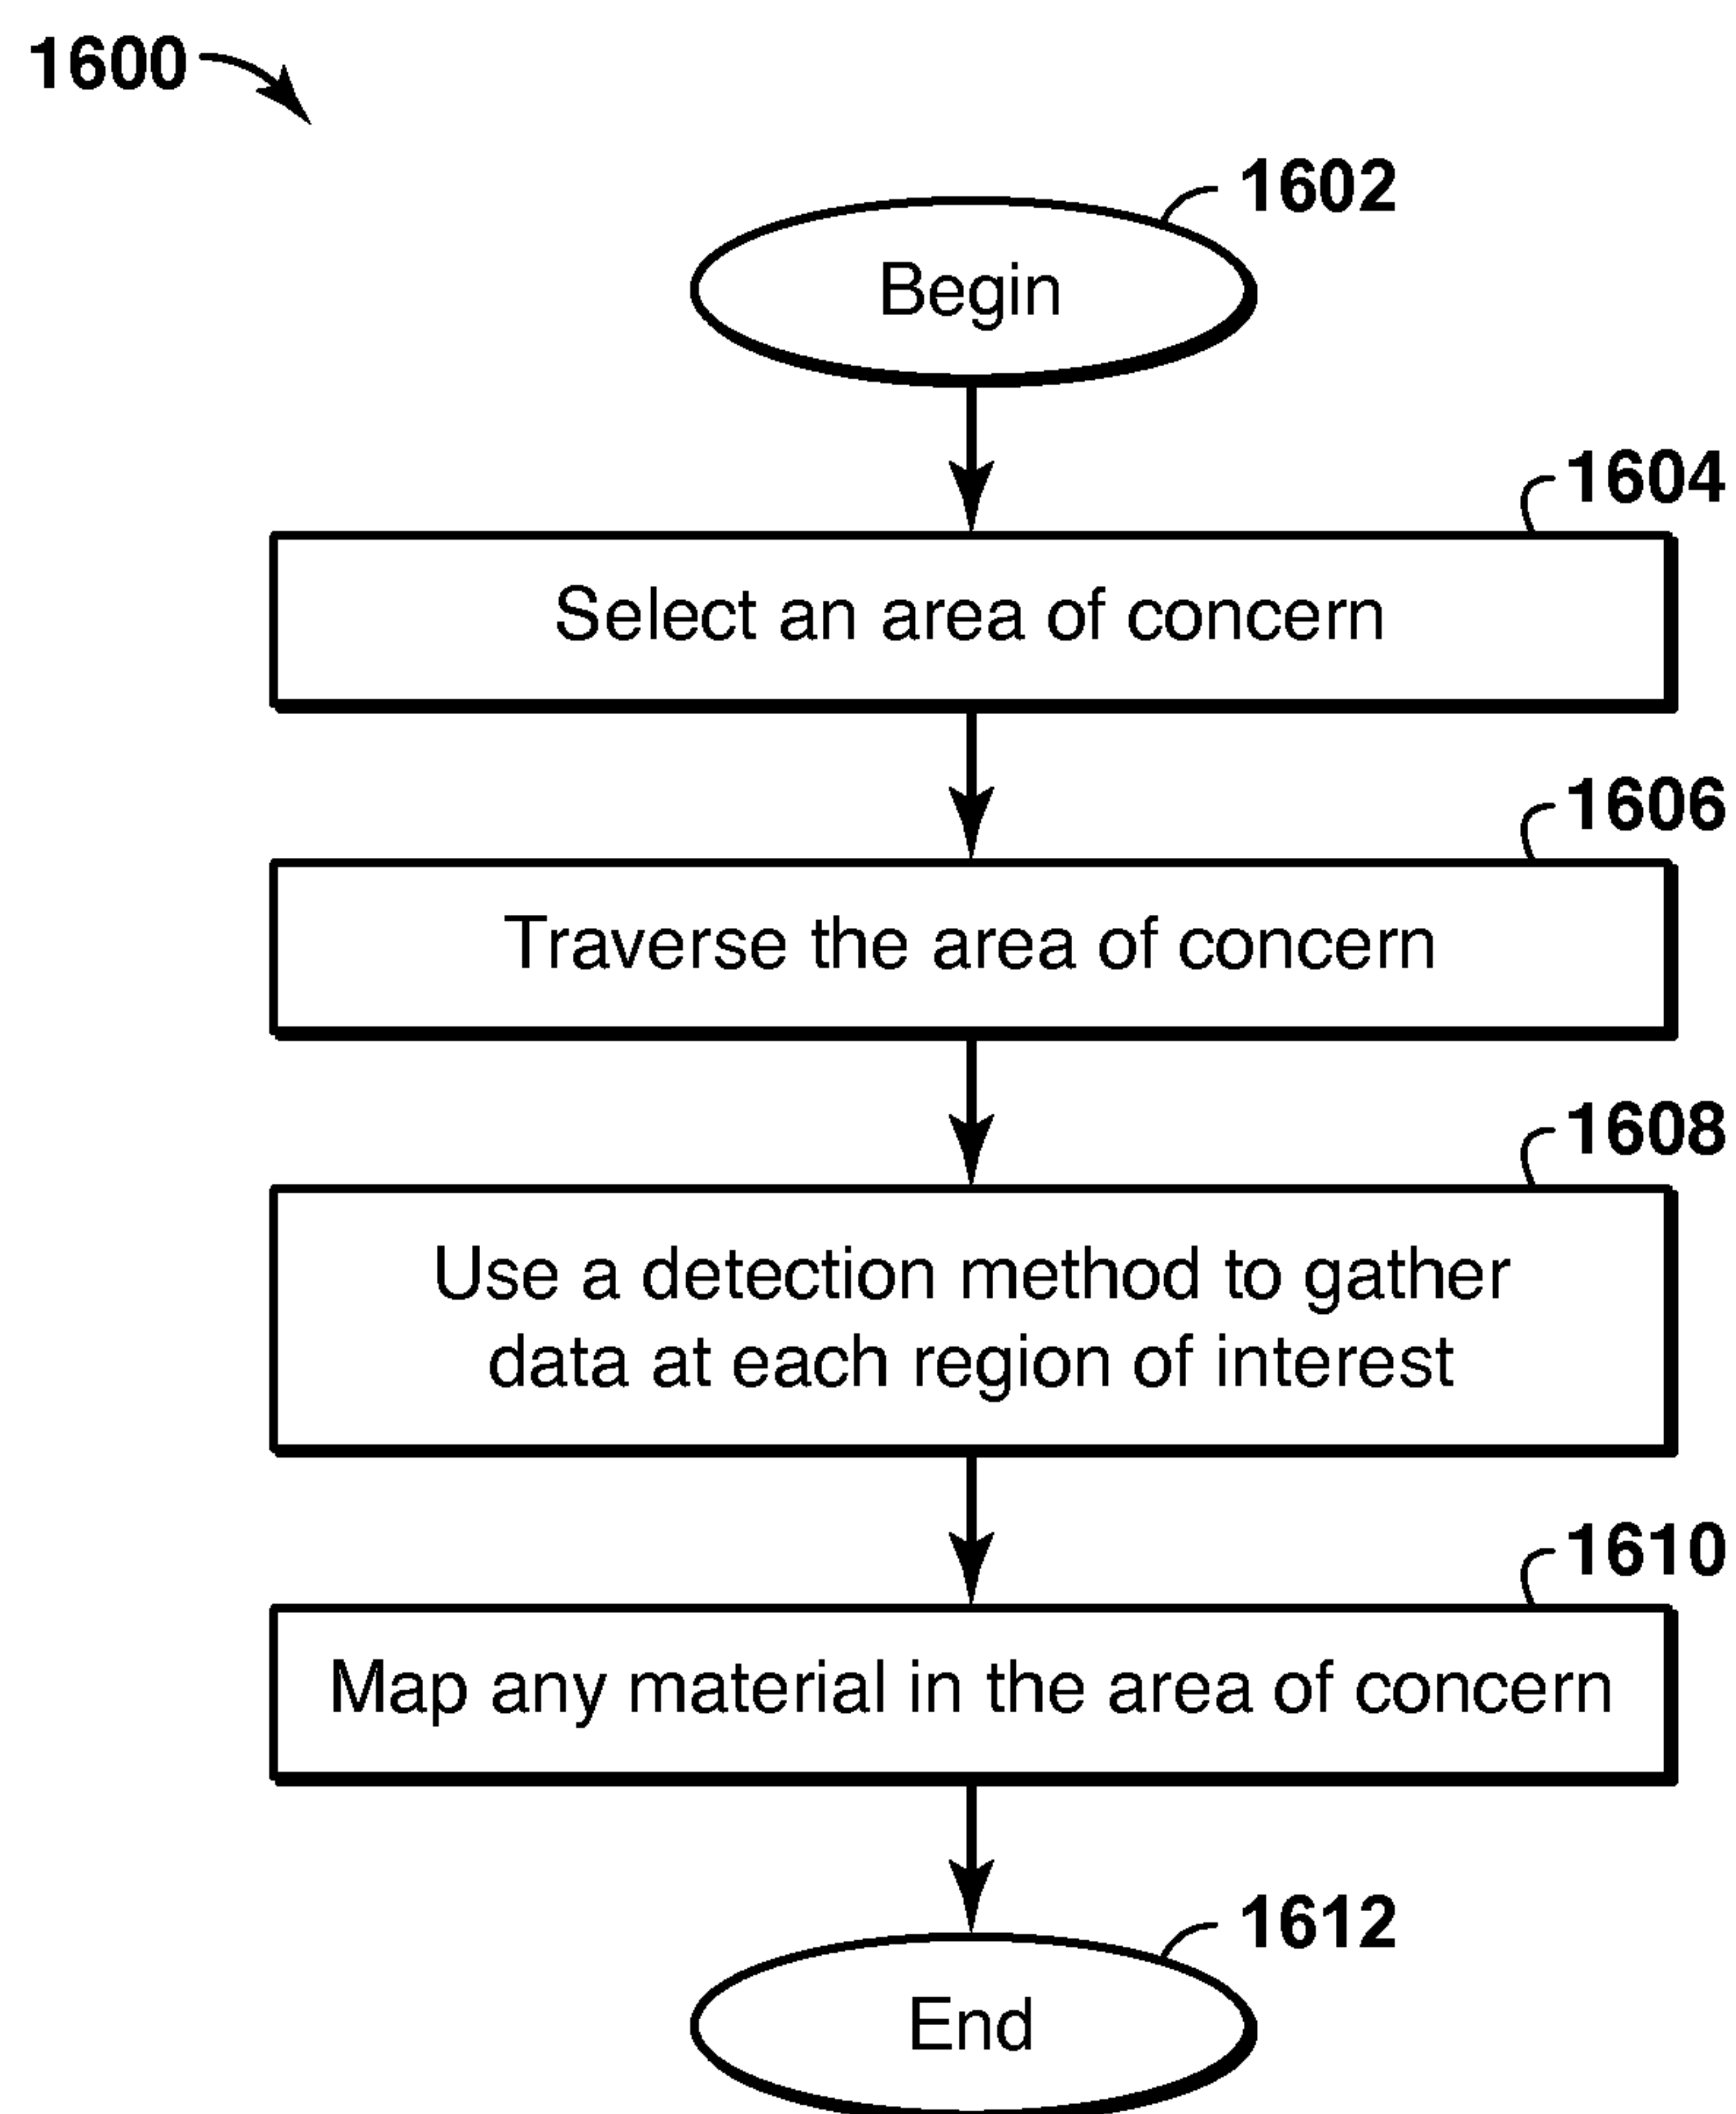 1600
1602
Begin
1604
Select an area of concern
1606
Traverse the area of concern
1608
Use a detection method to gather
data at each region of interest
1610
Map any material in the area of concern
1612
End